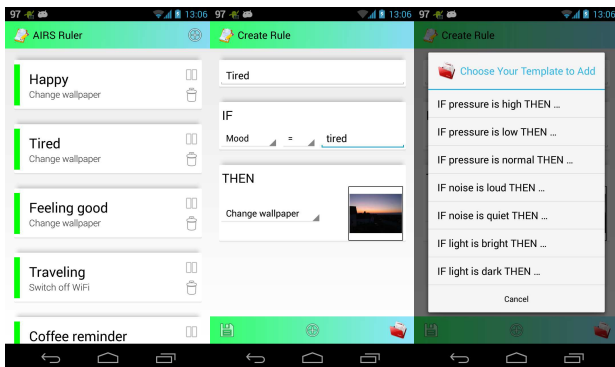 97 13:06
AIRS Ruler
Happy
Change wallpaper
Tired
Change wallpaper
Feeling good
Change wallpaper
Traveling
Switch off WiFi
Coffee reminder
97 13:06
Create Rule
Tired
IF
Mood = tired
THEN
Change wallpaper
97 13:06
Create Rule
Choose Your Template to Add
IF pressure is high THEN ...
IF pressure is low THEN ...
IF pressure is normal THEN ...
IF noise is loud THEN ...
IF noise is quiet THEN ...
IF light is bright THEN ...
IF light is dark THEN ...
Cancel